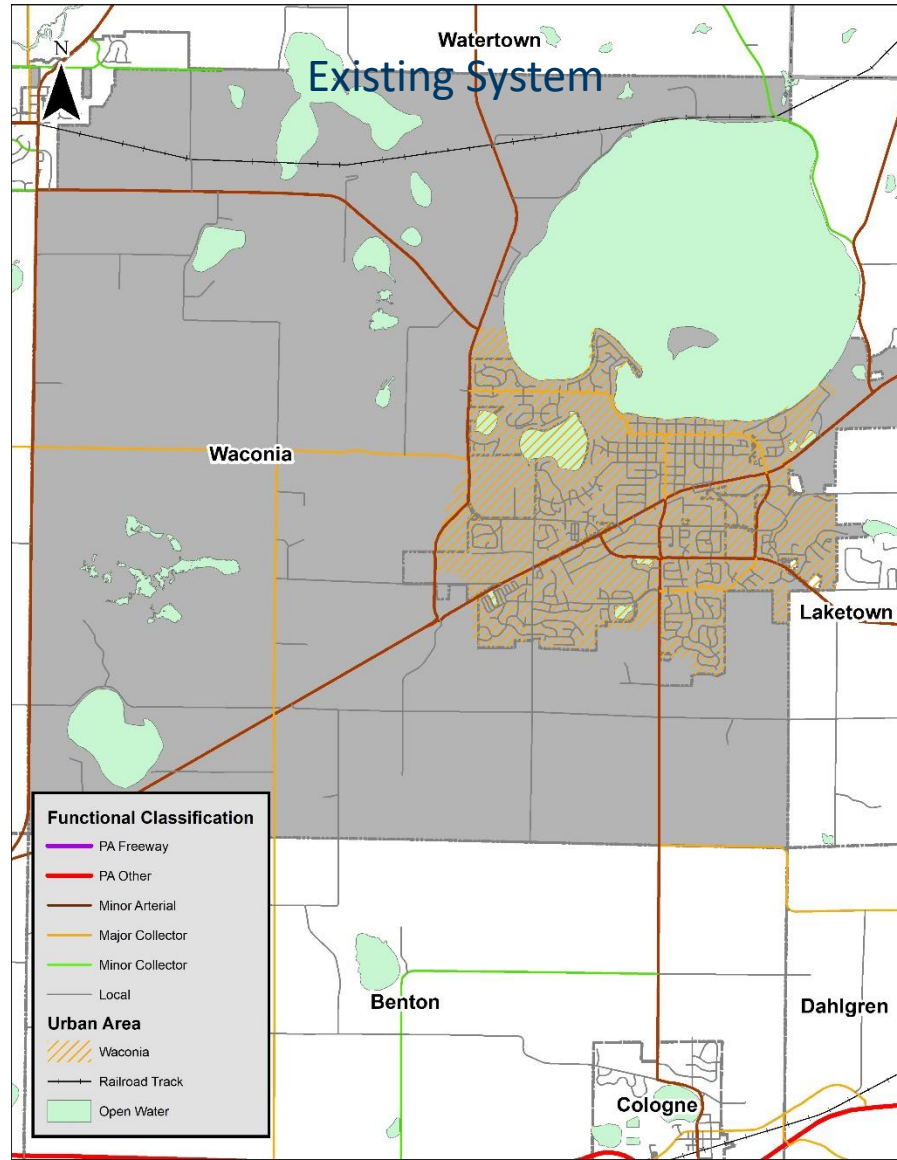 Watertown
N
Existing System
Waconia
Laketown
Functional Classification
PA Freeway
PA Other
Minor Arterial
Major Collector
Minor Collector
Local
Urban Area
Waconia
Railroad Track
Open Water
Benton
Dahlgren
Cologne